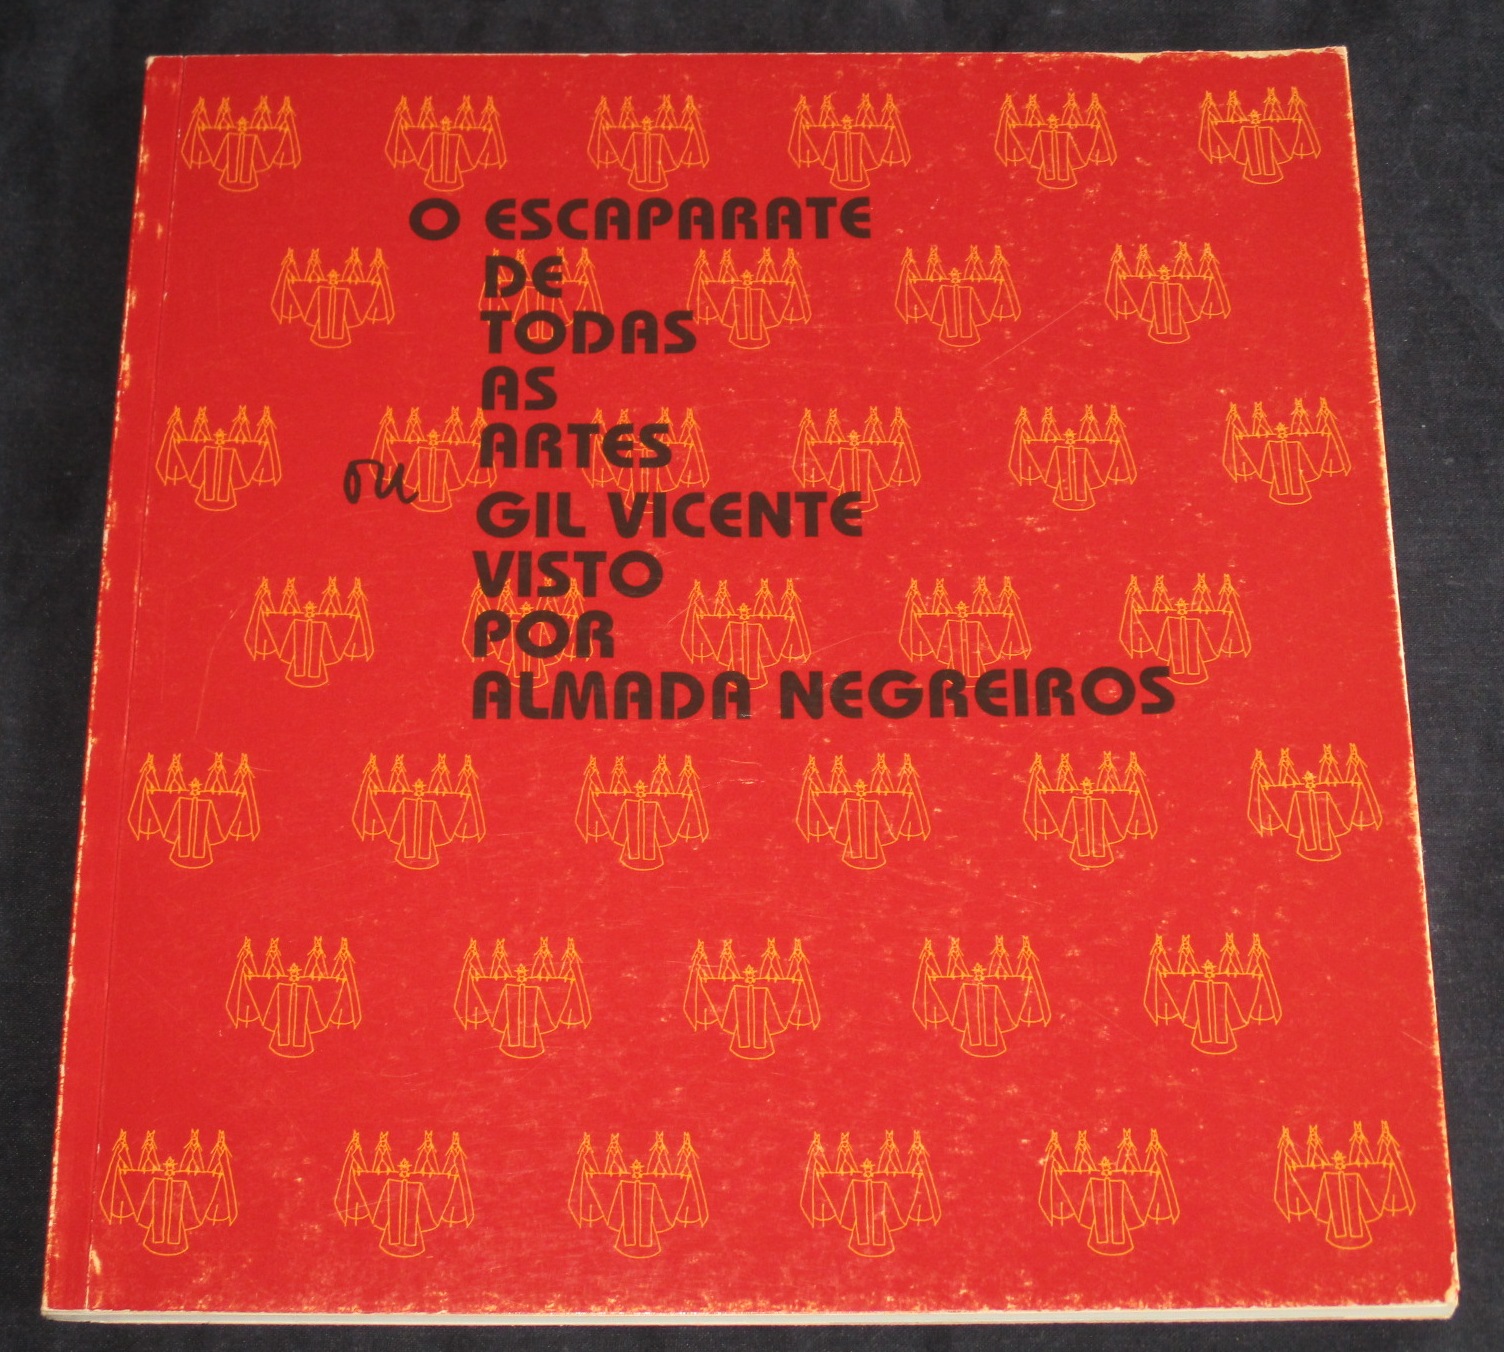 O ESCAPARATE
DE
TODAS
AS
ARTES
ou
GIL VICENTE
VISTO
POR
ALMADA NEGREIROS